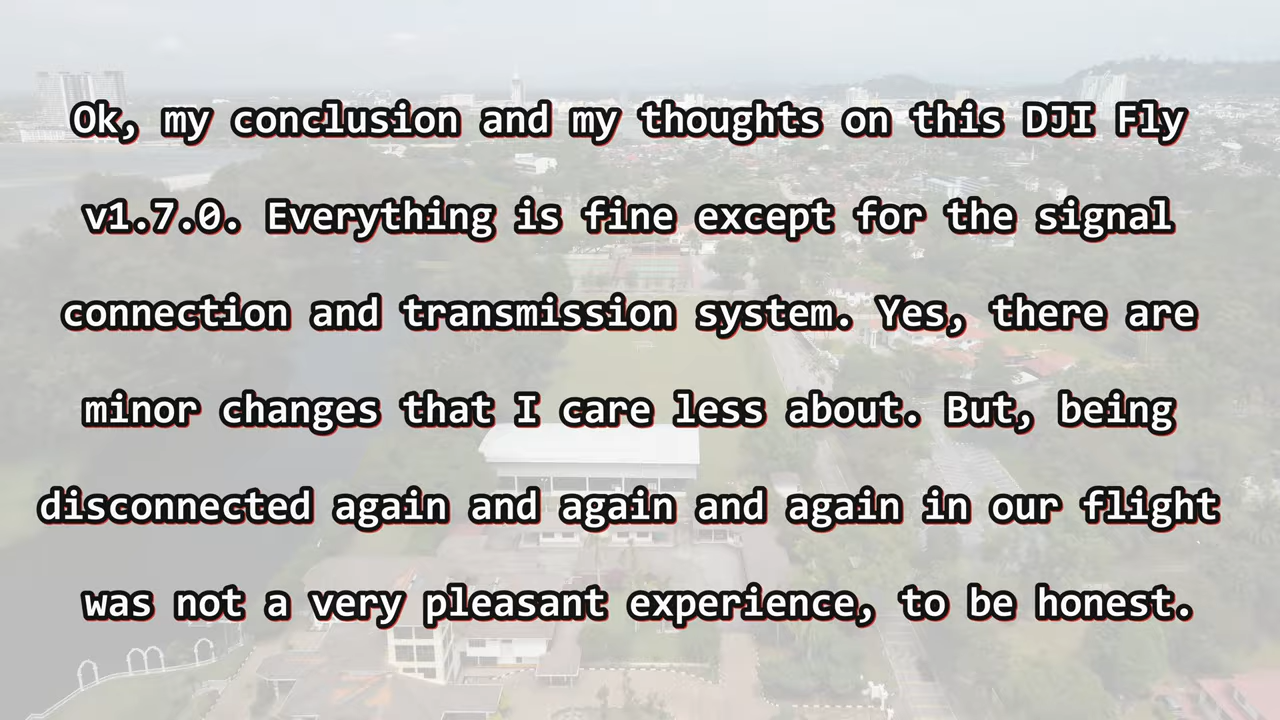 Ok, my conclusion and my thoughts on this DJI Fly
v1.7.0. Everything is fine except for the signal
connection and transmission system. Yes, there are
minor changes that I care less about. But, being
disconnected again and again and again in our flight
was not a very pleasant experience, to be honest.